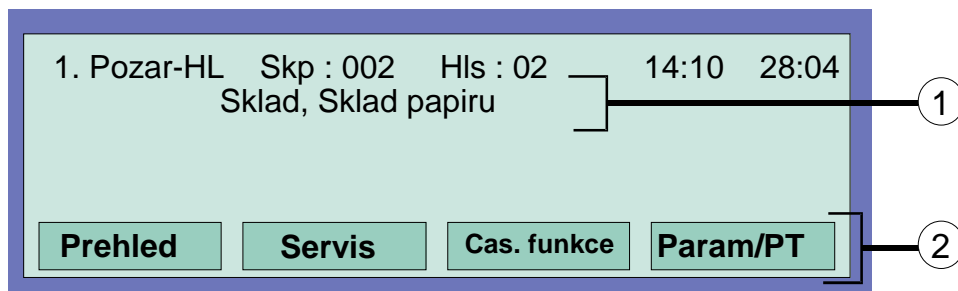 1. Pozar-HL Skp : 002 Hls : 02 14:10 28:04
Sklad, Sklad papiru
1
Prehled Servis Cas. funkce Param/PT
2